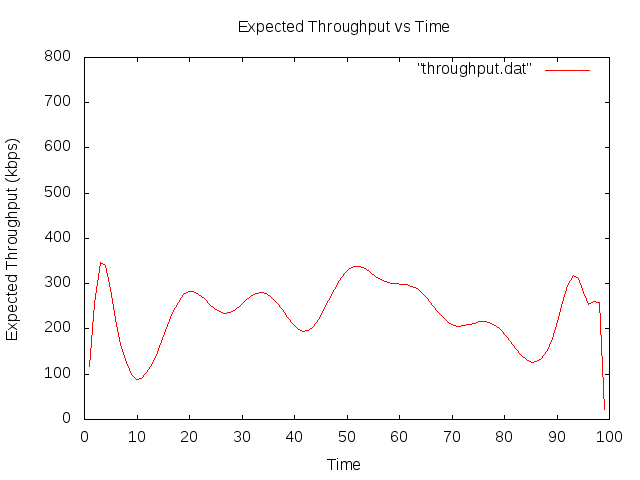 Expected Throughput vs Time
"throughput.dat"
Expected Throughput (kbps)
800
700
600
500
400
300
200
100
0
0 10 20 30 40 50 60 70 80 90 100
Time